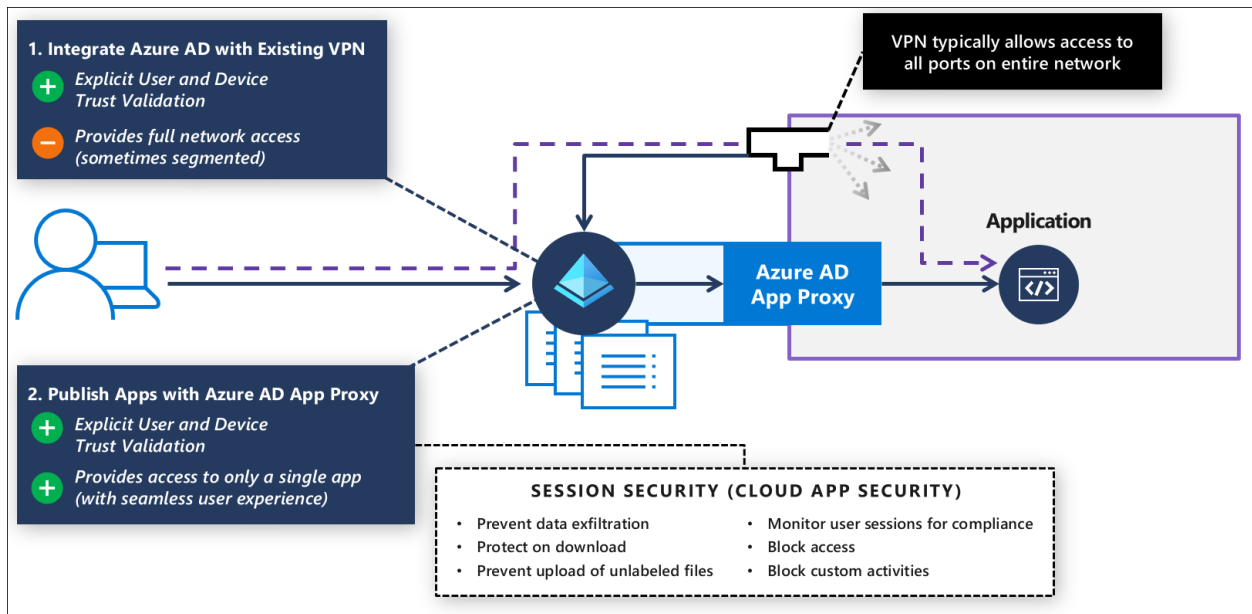 1. Integrate Azure AD with Existing VPN
Explicit User and Device
Trust Validation
Provides full network access
(sometimes segmented)
VPN typically allows access to
all ports on entire network
Application
</>
Azure AD
App Proxy
2. Publish Apps with Azure AD App Proxy
Explicit User and Device
Trust Validation
Provides access to only a single app
(with seamless user experience)
SESSION SECURITY (CLOUD APP SECURITY)
• Prevent data exfiltration
• Protect on download
• Prevent upload of unlabeled files
• Monitor user sessions for compliance
• Block access
• Block custom activities